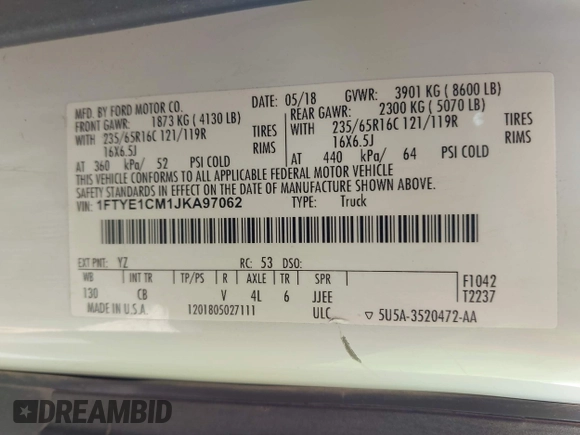 MFD. BY FORD MOTOR CO. DATE: 05/18 GVWR: 3901 KG ( 8600 LB)
FRONT GAWR: 1873 KG ( 4130 LB) REAR GAWR: 2300 KG ( 5070 LB)
WITH 235/65R16C 121/119R TIRES WITH 235/65R16C 121/119R TIRES
16X6.5J RIMS 16X6.5J RIMS
AT 360 kPa/ 52 PSI COLD AT 440 kPa/ 64 PSI COLD
THIS VEHICLE CONFORMS TO ALL APPLICABLE FEDERAL MOTOR VEHICLE
SAFETY STANDARDS IN EFFECT ON THE DATE OF MANUFACTURE SHOWN ABOVE.
VIN: 1FTYE1CM1JKA97062 TYPE: Truck
EXT PNT: YZ RC: 53 DSO:
WB INT TR TP/PS R AXLE TR SPR F1042
130 CB V 4L 6 JJEE T2237
MADE IN U.S.A. 1201805027111 ULC ▽ 5U5A-3520472-AA
DREAMBID